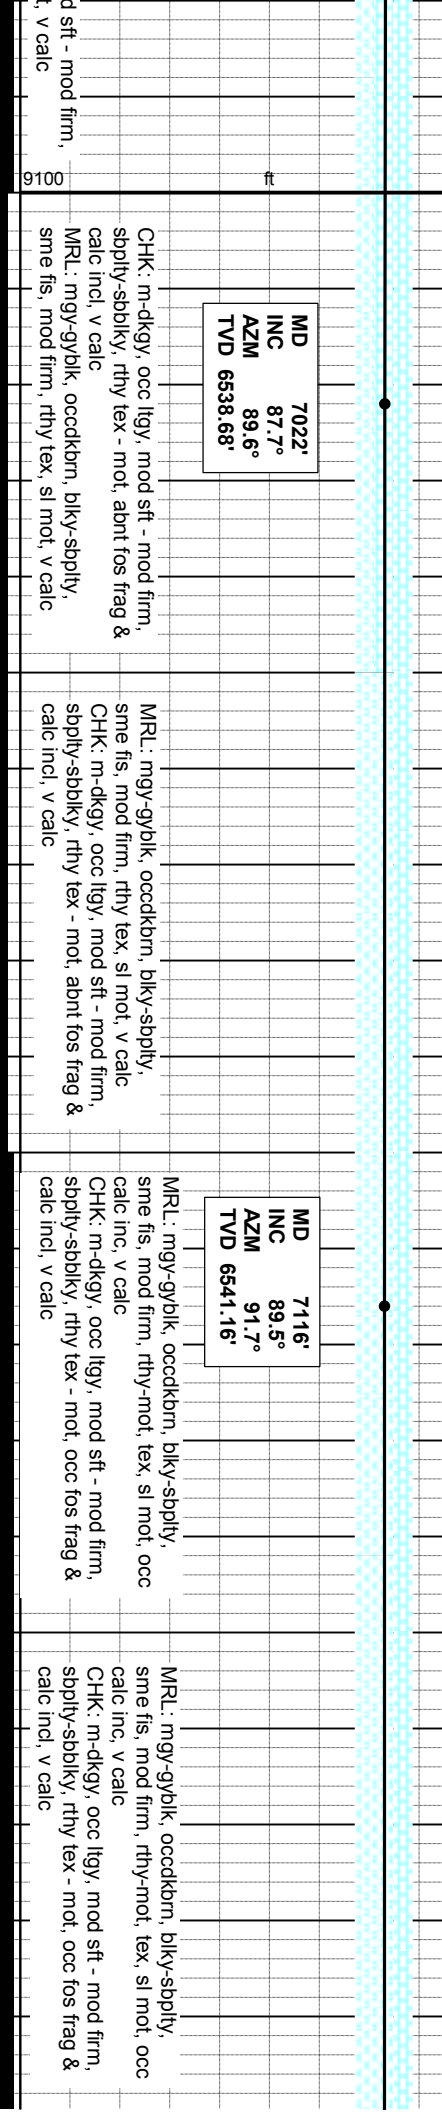 d sft - mod firm,
t, v calc
9100
ft
MD 7022'
INC 87.7°
AZM 89.6°
TVD 6538.68'
CHK: m-dkgy, occ ltgy, mod sft - mod firm,
sbplty-sbblky, rthy tex - mot, abnt fos frag &
calc incl, v calc
MRL: mgy-gyblk, occdkbrn, blky-sbplty,
sme fis, mod firm, rthy tex, sl mot, v calc
MRL: mgy-gyblk, occdkbrn, blky-sbplty,
sme fis, mod firm, rthy tex, sl mot, v calc
CHK: m-dkgy, occ ltgy, mod sft - mod firm,
sbplty-sbblky, rthy tex - mot, abnt fos frag &
calc incl, v calc
MD 7116'
INC 89.5°
AZM 91.7°
TVD 6541.16'
MRL: mgy-gyblk, occdkbrn, blky-sbplty,
sme fis, mod firm, rthy-mot, tex, sl mot, occ
calc inc, v calc
CHK: m-dkgy, occ ltgy, mod sft - mod firm,
sbplty-sbblky, rthy tex - mot, occ fos frag &
calc incl, v calc
MRL: mgy-gyblk, occdkbrn, blky-sbplty,
sme fis, mod firm, rthy-mot, tex, sl mot, occ
calc inc, v calc
CHK: m-dkgy, occ ltgy, mod sft - mod firm,
sbplty-sbblky, rthy tex - mot, occ fos frag &
calc incl, v calc